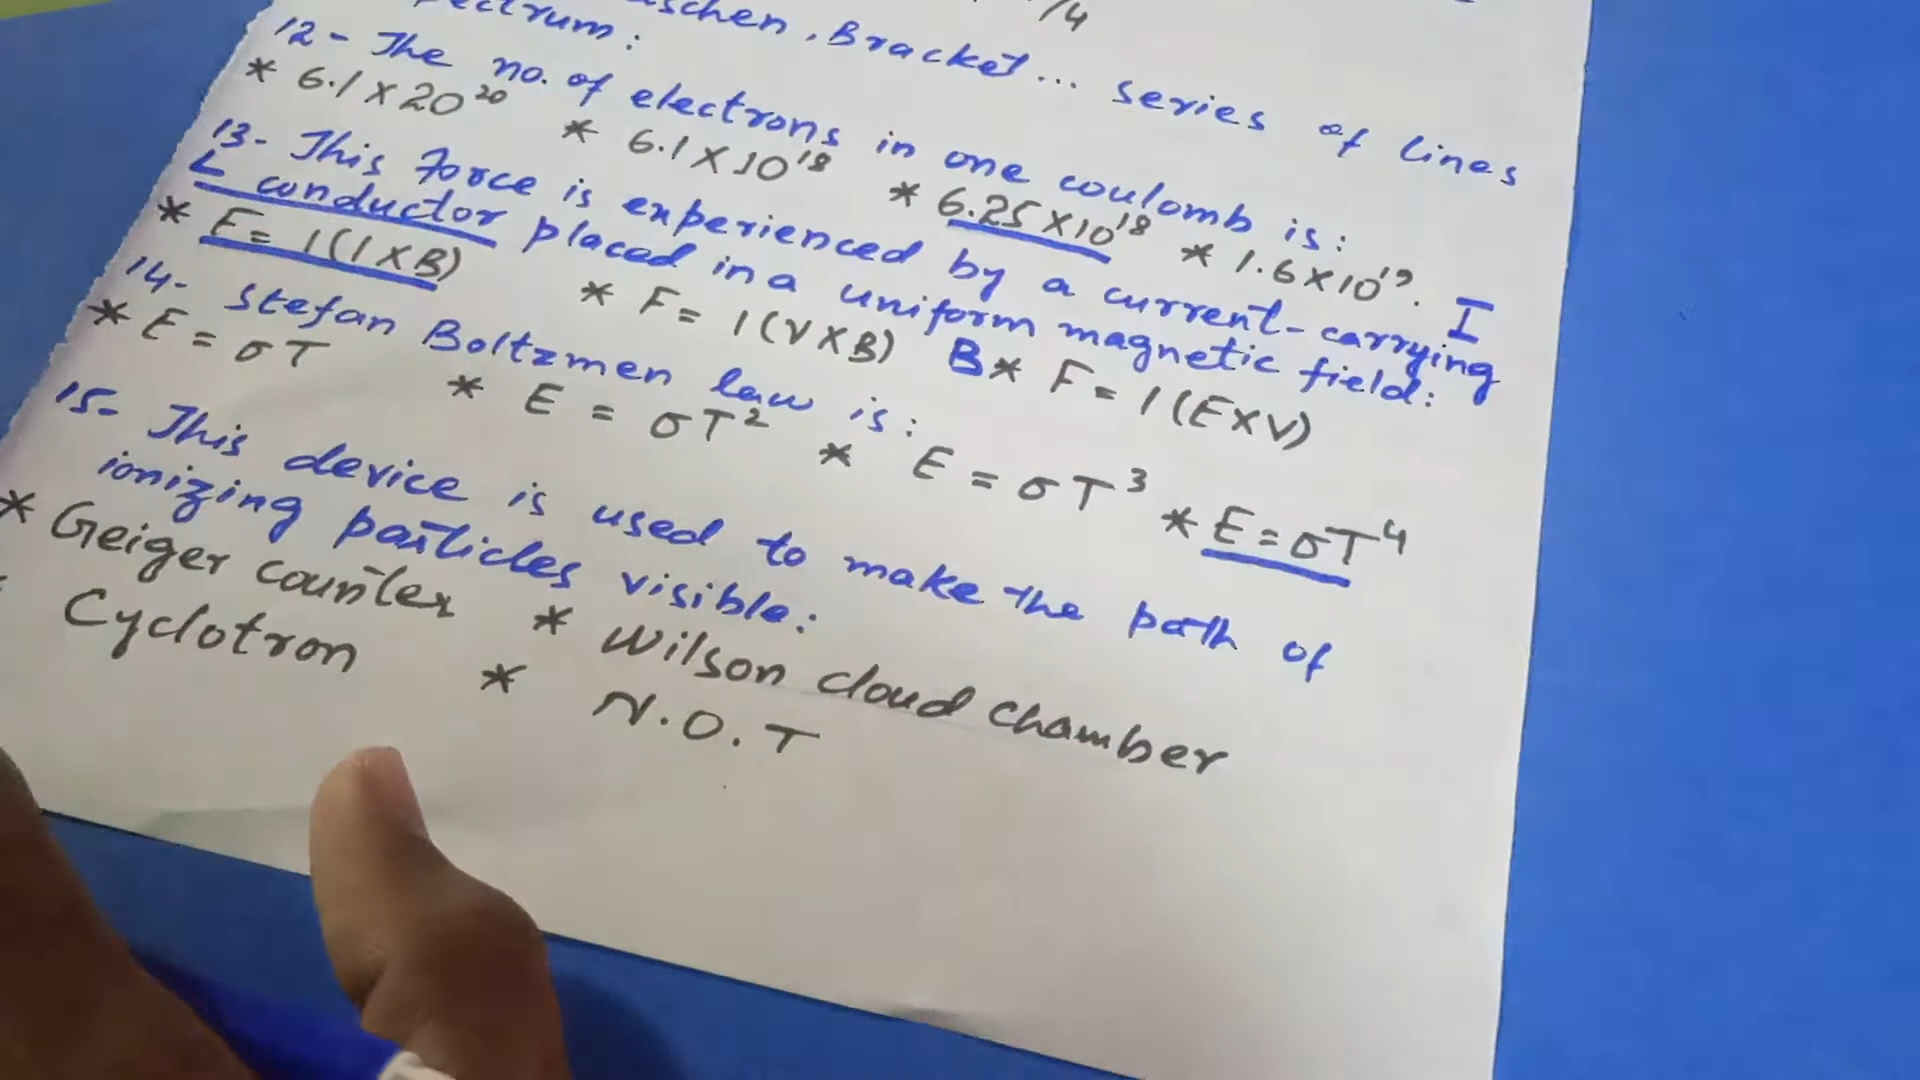 /4
Bracket... series of lines
12- The no. of electrons in one coulomb is:
* 6.1 X 20²⁰ * 6.1 X 10¹⁸ * 6.25 X 10¹⁸ * 1.6 X 10¹⁹. I
13- This force is experienced by a current-carrying
L conductor placed in a uniform magnetic field:
* F = I(l X B) * F = I(V X B) B * F = I(E X V)
14- Stefan Boltzmen law is:
* E = σT * E = σT² * E = σT³ * E = σT⁴
15- This device is used to make the path of
ionizing particles visible:
* Geiger counter * Wilson cloud chamber
Cyclotron * N.O.T